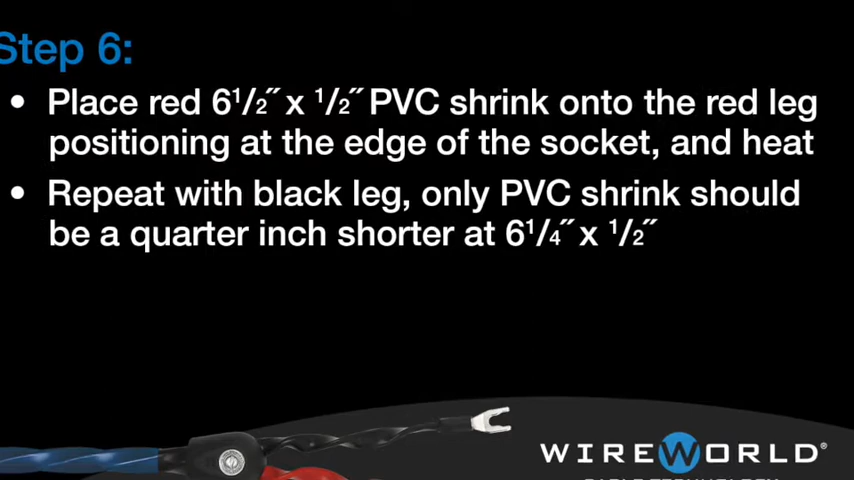 Step 6:
• Place red 6¹/₂˝ x ¹/₂˝ PVC shrink onto the red leg
positioning at the edge of the socket, and heat
• Repeat with black leg, only PVC shrink should
be a quarter inch shorter at 6¹/₄˝ x ¹/₂˝
WIREWORLD®